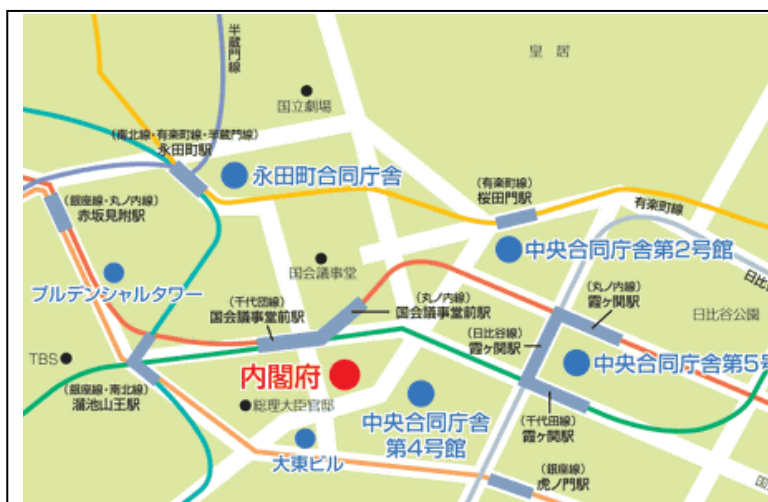 半蔵門線
皇 居
国立劇場
(南北線・有楽町線・半蔵門線)
永田町駅
永田町合同庁舎
(有楽町線)
桜田門駅
有楽町線
(銀座線・丸ノ内線)
赤坂見附駅
中央合同庁舎第2号館
日比
国会議事堂
プルデンシャルタワー
(千代田線)
国会議事堂前駅
(丸ノ内線)
国会議事堂前駅
(丸ノ内線)
霞ヶ関駅
日比谷公園
(日比谷線)
霞ヶ関駅
TBS
内閣府
中央合同庁舎第5号
(銀座線・南北線)
溜池山王駅
総理大臣官邸
中央合同庁舎
第4号館
(千代田線)
霞ヶ関駅
大東ビル
(銀座線)
虎ノ門駅